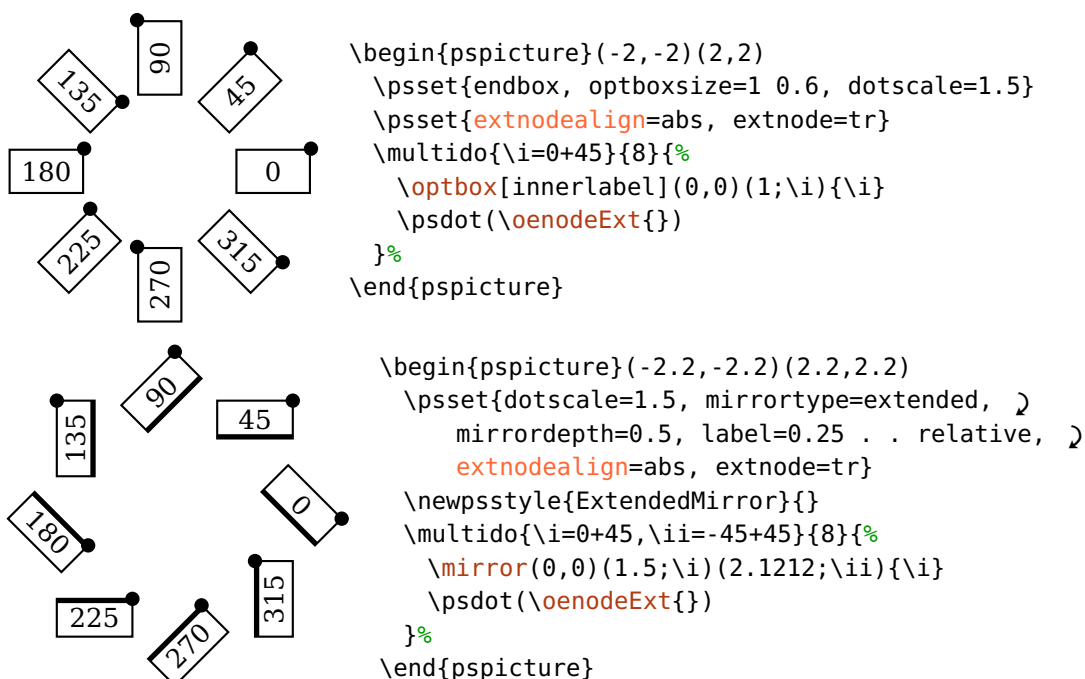 90
135
45
180
0
225
315
270
\begin{pspicture}(-2,-2)(2,2)
\psset{endbox, optboxsize=1 0.6, dotscale=1.5}
\psset{extnodealign=abs, extnode=tr}
\multido{\i=0+45}{8}{%
\optbox[innerlabel](0,0)(1;\i){\i}
\psdot(\oenodeExt{})
}%
\end{pspicture}
90
135
45
180
0
225
315
270
\begin{pspicture}(-2.2,-2.2)(2.2,2.2)
\psset{dotscale=1.5, mirrortype=extended,
mirrordepth=0.5, label=0.25 . . relative,
extnodealign=abs, extnode=tr}
\newpsstyle{ExtendedMirror}{}
\multido{\i=0+45,\ii=-45+45}{8}{%
\mirror(0,0)(1.5;\i)(2.1212;\ii){\i}
\psdot(\oenodeExt{})
}%
\end{pspicture}